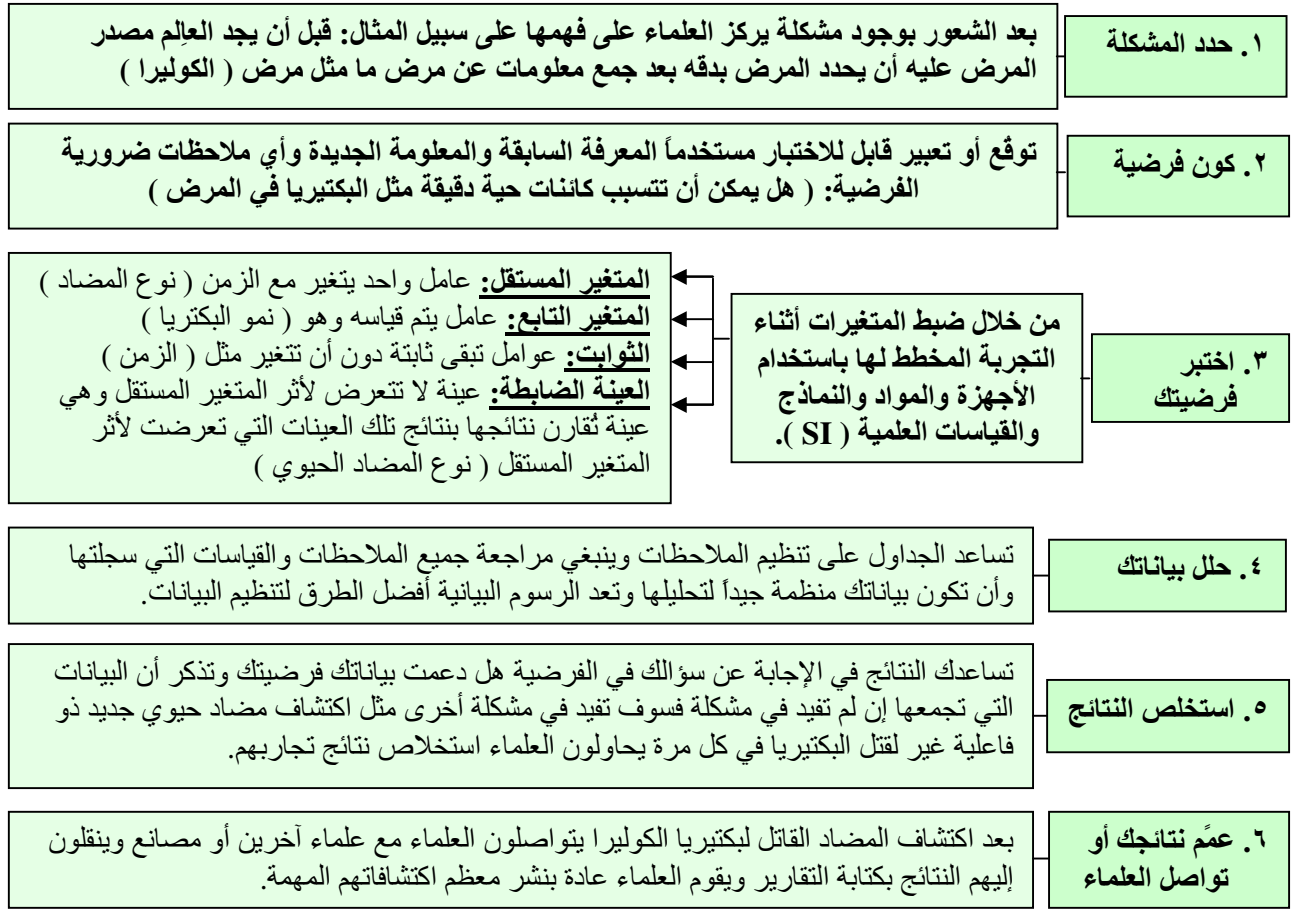 ١. حدد المشكلة
بعد الشعور بوجود مشكلة يركز العلماء على فهمها على سبيل المثال: قبل أن يجد العالِم مصدر
المرض عليه أن يحدد المرض بدقه بعد جمع معلومات عن مرض ما مثل مرض ( الكوليرا )
٢. كون فرضية
توقّع أو تعبير قابل للاختبار مستخدماً المعرفة السابقة والمعلومة الجديدة وأي ملاحظات ضرورية
الفرضية: ( هل يمكن أن تتسبب كائنات حية دقيقة مثل البكتيريا في المرض )
٣. اختبر
فرضيتك
من خلال ضبط المتغيرات أثناء
التجربة المخطط لها باستخدام
الأجهزة والمواد والنماذج
والقياسات العلمية ( SI ).
المتغير المستقل: عامل واحد يتغير مع الزمن ( نوع المضاد )
المتغير التابع: عامل يتم قياسه وهو ( نمو البكتريا )
الثوابت: عوامل تبقى ثابتة دون أن تتغير مثل ( الزمن )
العينة الضابطة: عينة لا تتعرض لأثر المتغير المستقل وهي
عينة تُقارن نتائجها بنتائج تلك العينات التي تعرضت لأثر
المتغير المستقل ( نوع المضاد الحيوي )
٤. حلل بياناتك
تساعد الجداول على تنظيم الملاحظات وينبغي مراجعة جميع الملاحظات والقياسات التي سجلتها
وأن تكون بياناتك منظمة جيداً لتحليلها وتعد الرسوم البيانية أفضل الطرق لتنظيم البيانات.
٥. استخلص النتائج
تساعدك النتائج في الإجابة عن سؤالك في الفرضية هل دعمت بياناتك فرضيتك وتذكر أن البيانات
التي تجمعها إن لم تفيد في مشكلة فسوف تفيد في مشكلة أخرى مثل اكتشاف مضاد حيوي جديد ذو
فاعلية غير لقتل البكتيريا في كل مرة يحاولون العلماء استخلاص نتائج تجاربهم.
٦. عمًم نتائجك أو
تواصل العلماء
بعد اكتشاف المضاد القاتل لبكتيريا الكوليرا يتواصلون العلماء مع علماء آخرين أو مصانع وينقلون
إليهم النتائج بكتابة التقارير ويقوم العلماء عادة بنشر معظم اكتشافاتهم المهمة.